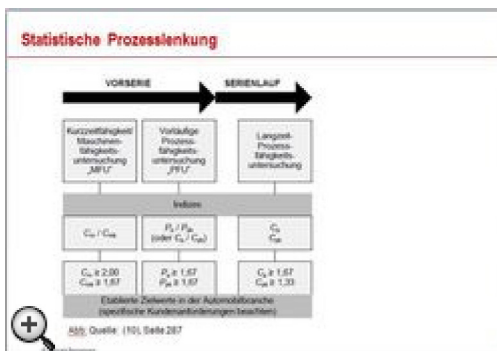 Statistische Prozesslenkung
VORSERIE
SERIENLAUF
Kurzzeitfähigkeit/
Maschinen-
fähigkeits-
untersuchung
„MFU“
Vorläufige
Prozess-
fähigkeits-
untersuchung
„PFU“
Langzeit-
Prozess-
fähigkeits-
untersuchung
Indizes
Cm / Cmk
Pp / Ppk
(oder Cp / Cpk)
Cp
Cpk
Cm ≥ 2,00
Cmk ≥ 1,67
Pp ≥ 1,67
Ppk ≥ 1,67
Cp ≥ 1,67
Cpk ≥ 1,33
Etablierte Zielwerte in der Automobilbranche
(spezifische Kundenanforderungen beachten)
Abb. Quelle: (10), Seite 287